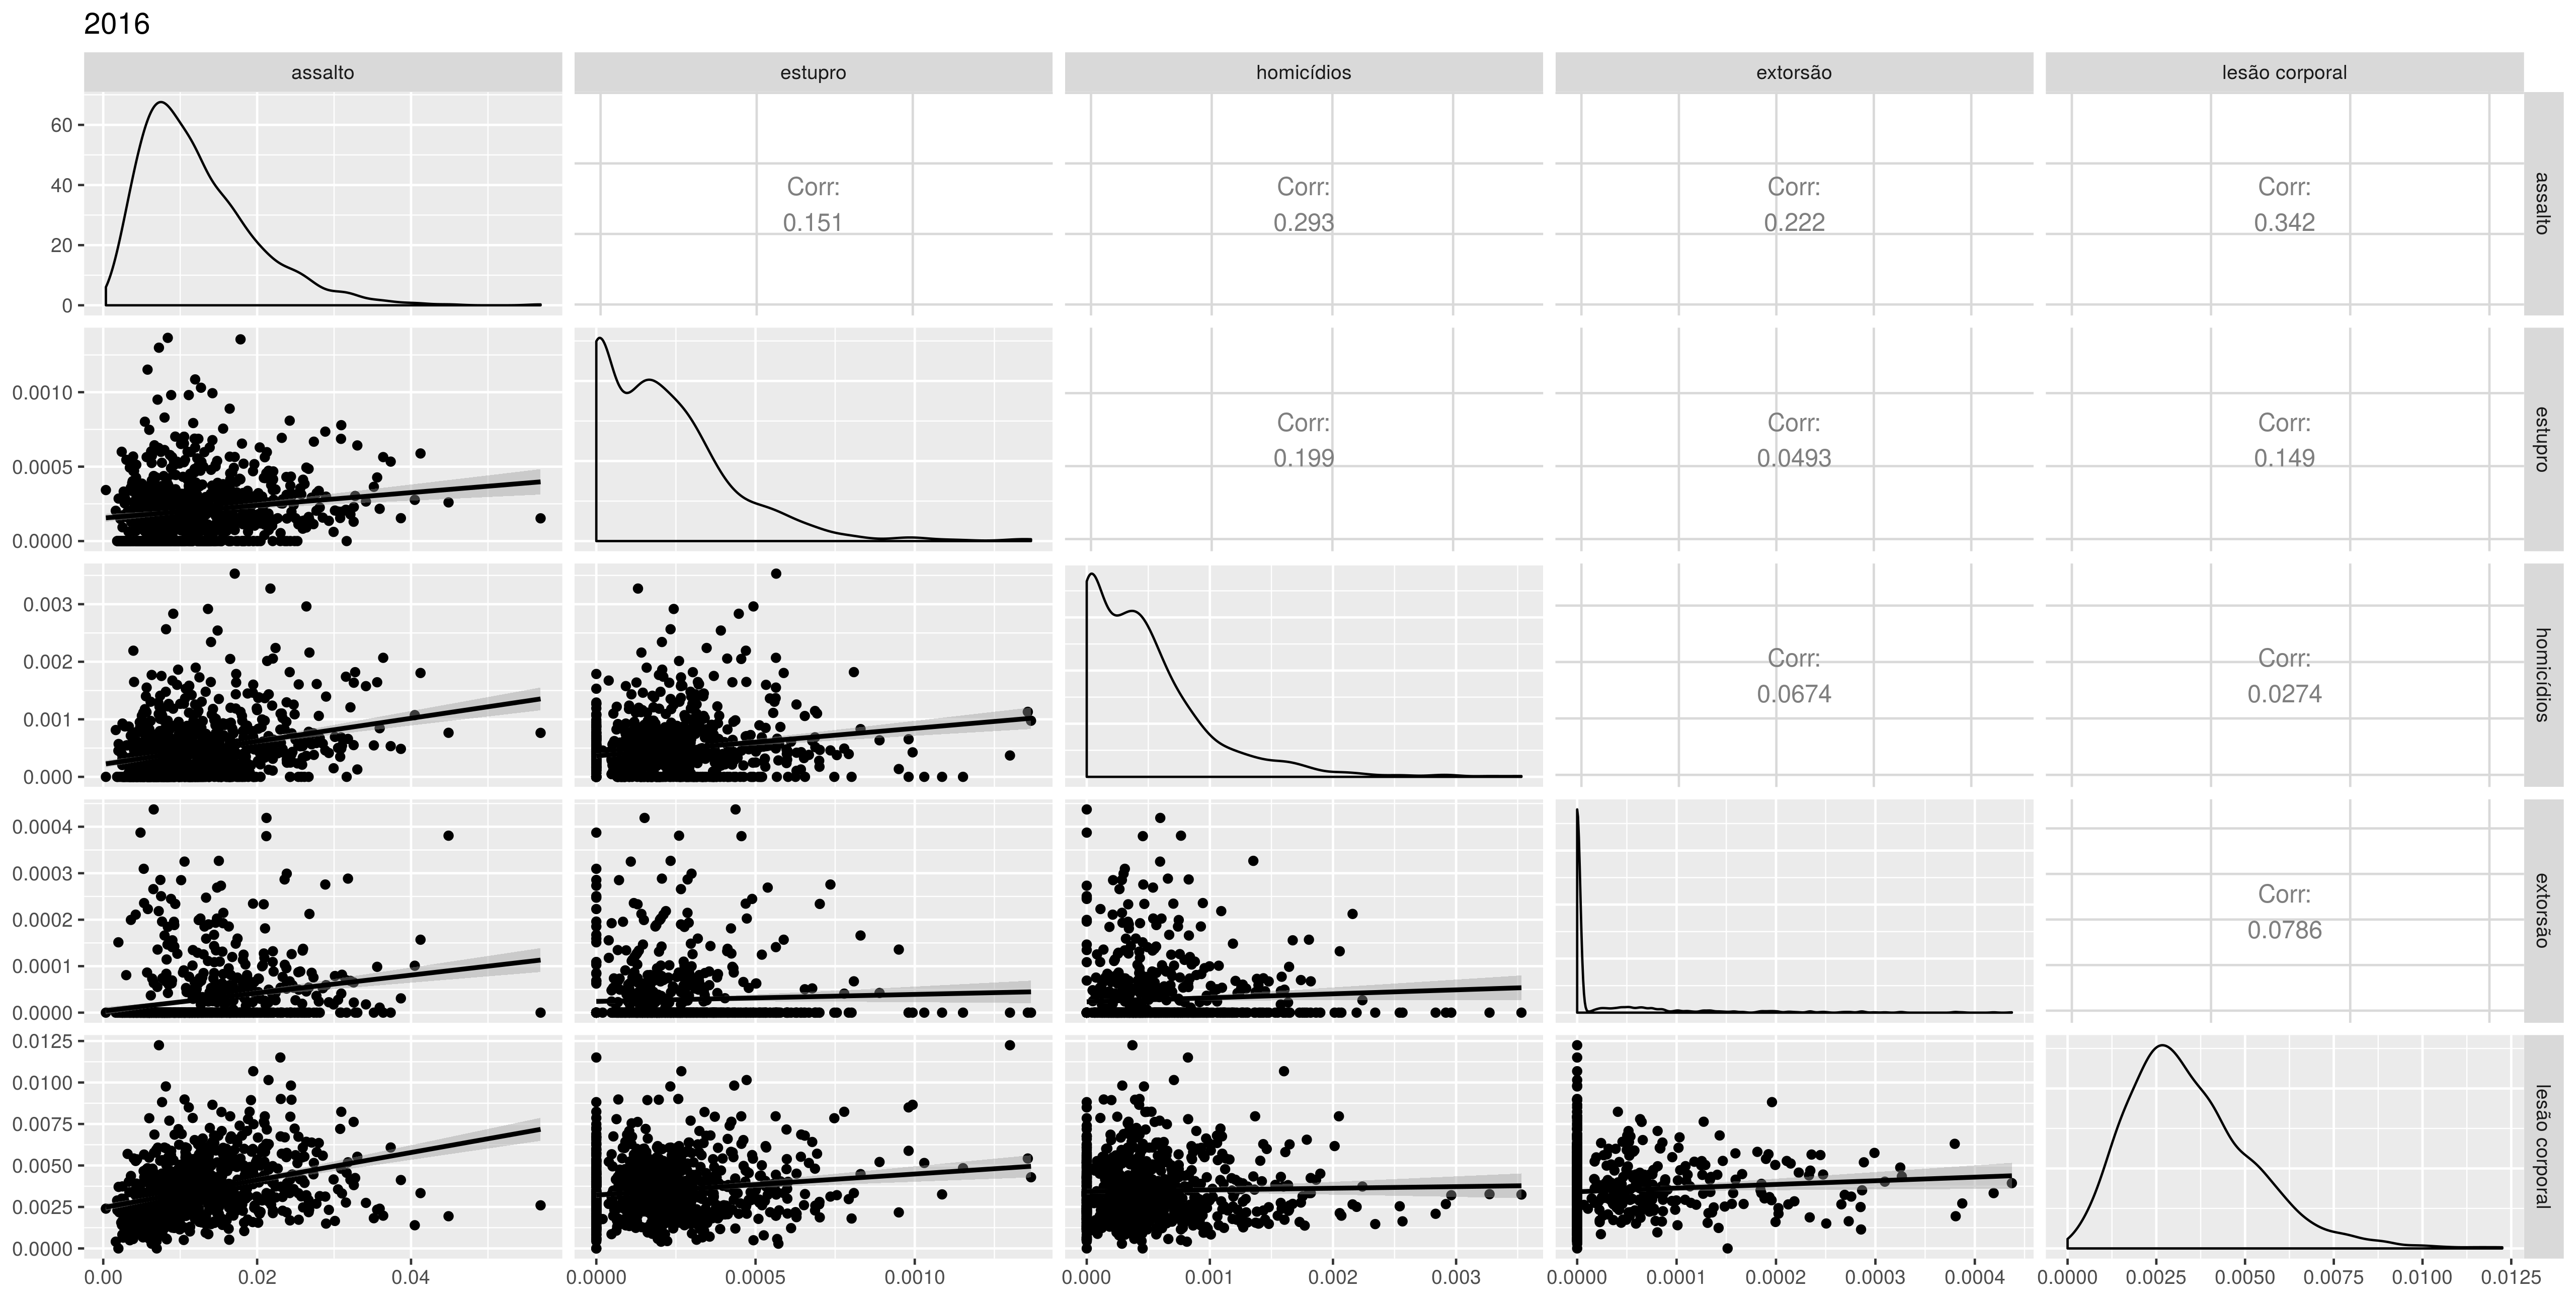 2016
assalto
estupro
homicídios
extorsão
lesão corporal
60
40
20
0
Corr:
0.151
Corr:
0.293
Corr:
0.222
Corr:
0.342
assalto
0.0010
0.0005
0.0000
Corr:
0.199
Corr:
0.0493
Corr:
0.149
estupro
0.003
0.002
0.001
0.000
Corr:
0.0674
Corr:
0.0274
homicídios
0.0004
0.0003
0.0002
0.0001
0.0000
Corr:
0.0786
extorsão
0.0125
0.0100
0.0075
0.0050
0.0025
0.0000
lesão corporal
0.00 0.02 0.04
0.0000 0.0005 0.0010
0.000 0.001 0.002 0.003
0.0000 0.0001 0.0002 0.0003 0.0004
0.0000 0.0025 0.0050 0.0075 0.0100 0.0125